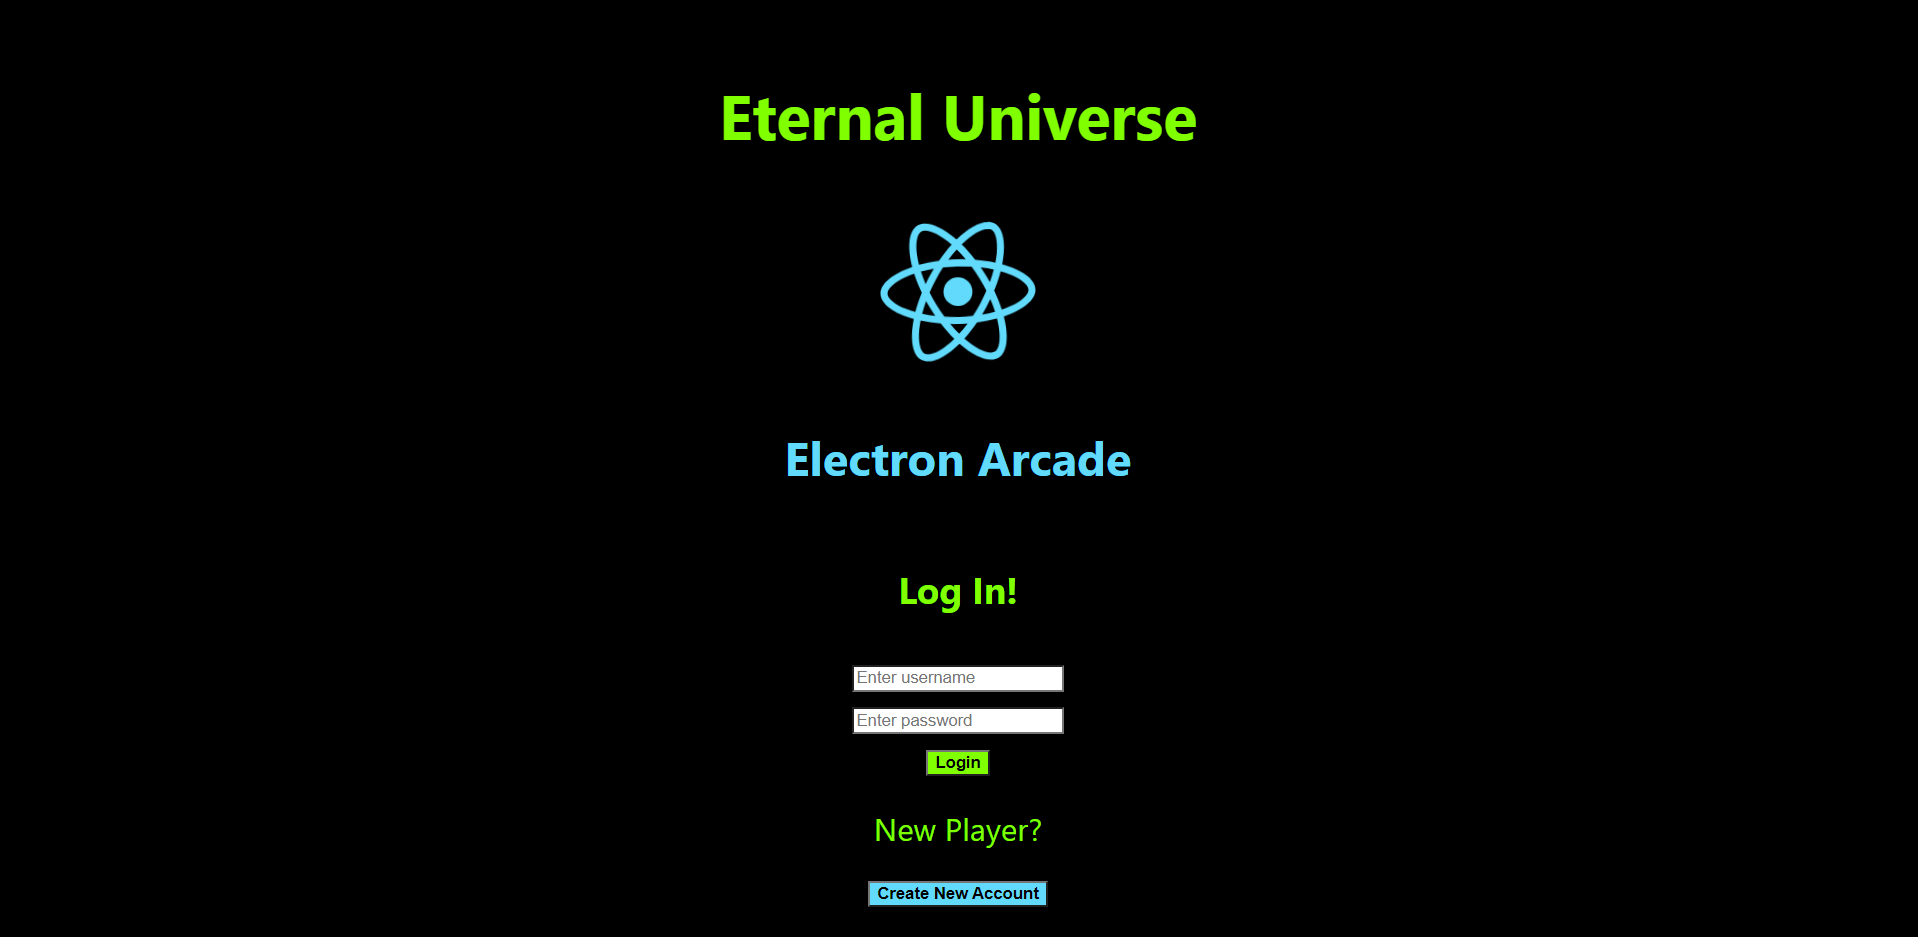 Eternal Universe
Electron Arcade
Log In!
Enter username
Enter password
Login
New Player?
Create New Account